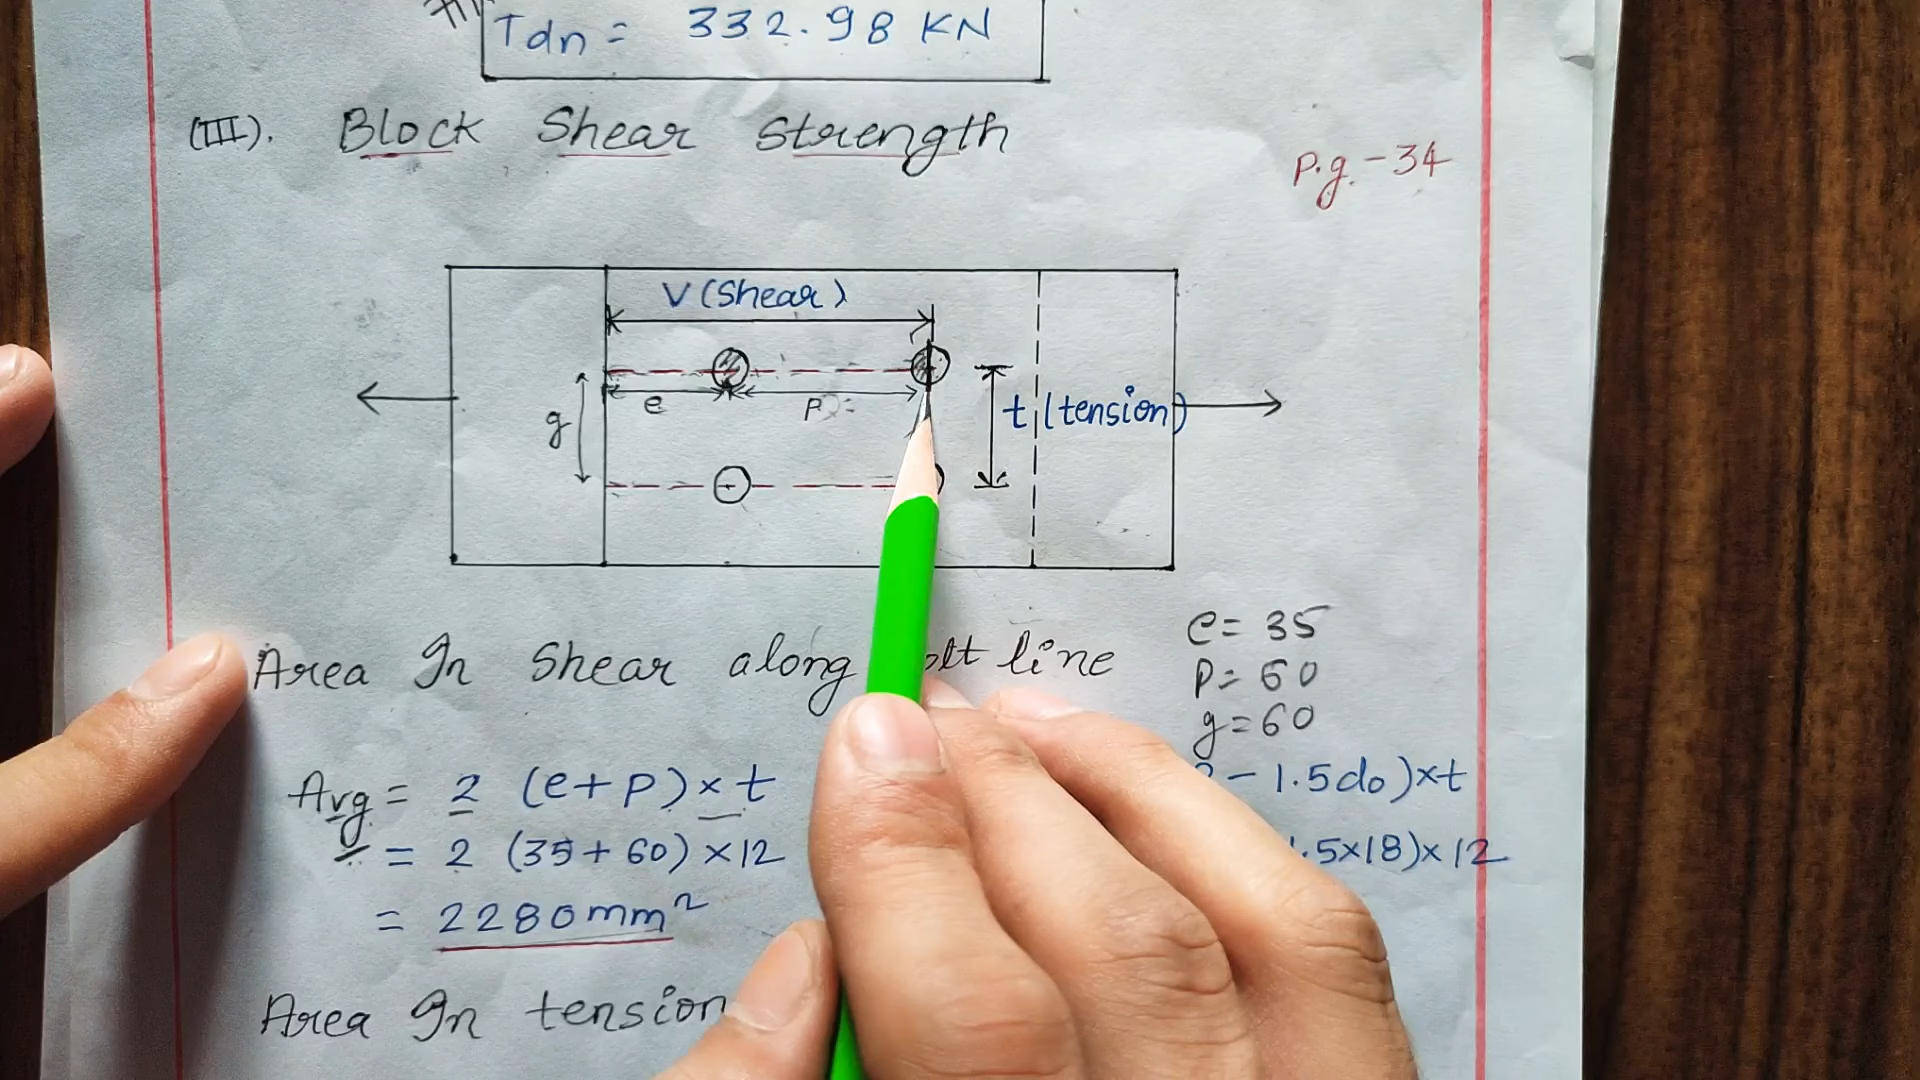 Tdn = 332.98 KN
(III). Block Shear Strength
P.g. - 34
V (Shear)
e
P
g
t (tension)
Area In Shear along line
e = 35
P = 60
g = 60
Avg = 2 (e + P) × t
- 1.5do) × t
= 2 (35 + 60) × 12
.5×18) × 12
= 2280mm²
Area In tension